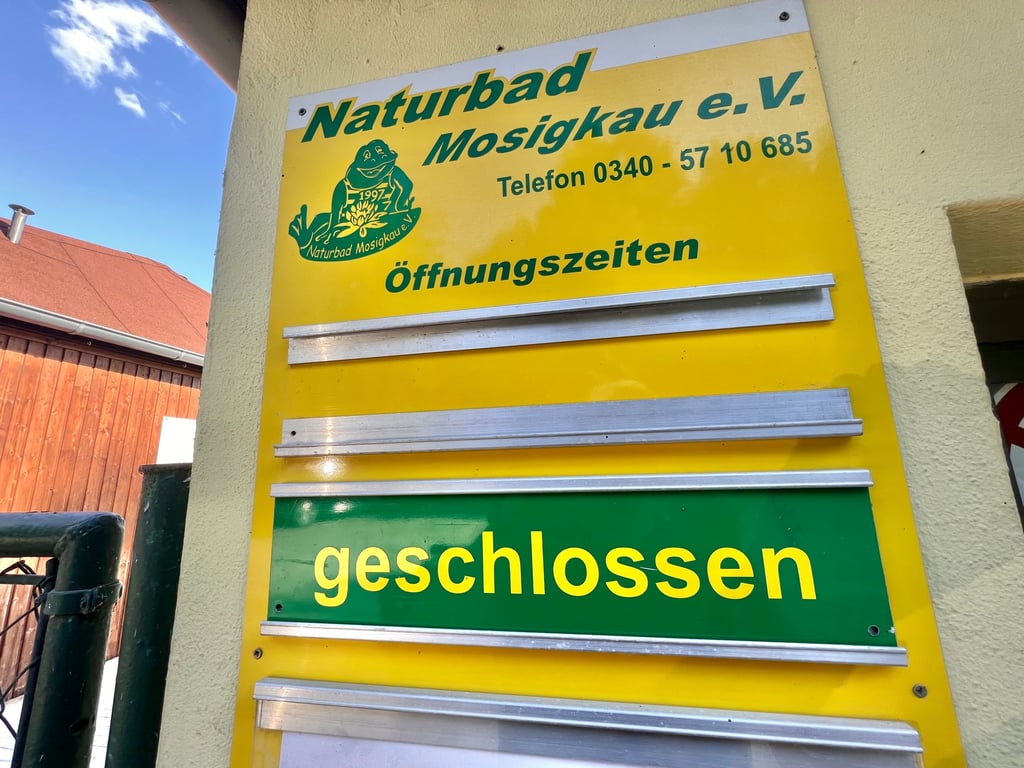 Naturbad
Mosigkau e.V.
Telefon 0340 - 57 10 685
1997
Naturbad Mosigkau e.V.
Öffnungszeiten
geschlossen